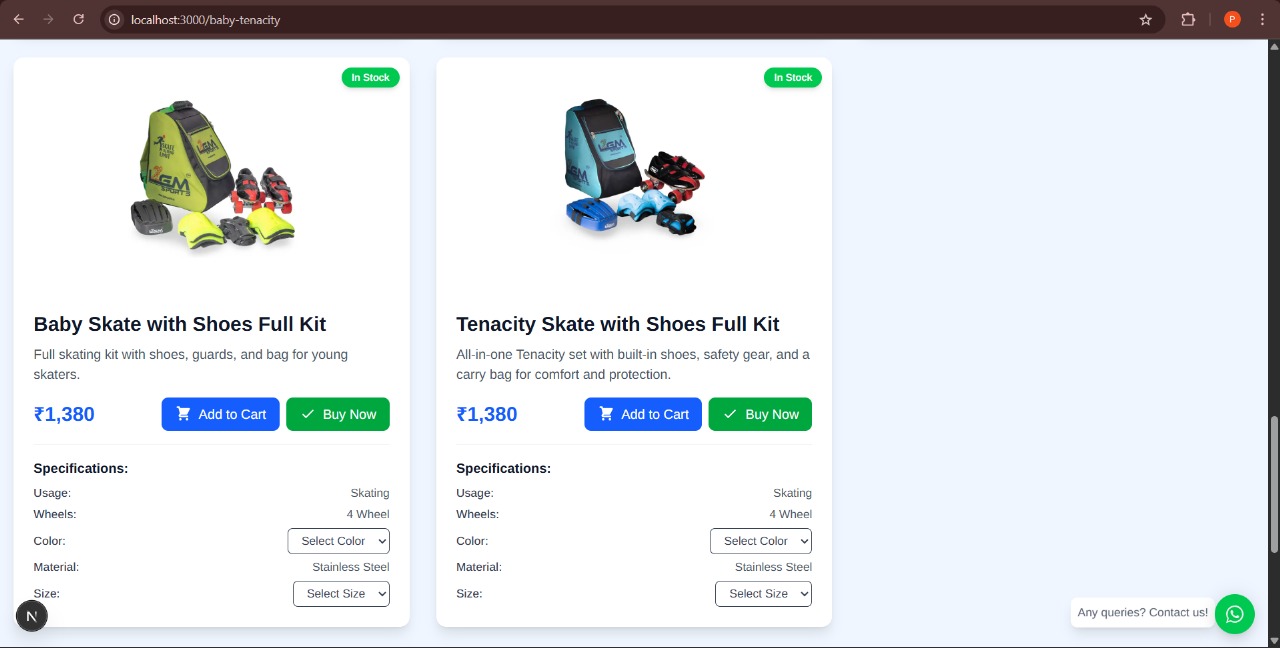 localhost:3000/baby-tenacity
P
In Stock
LGM
LGM
SPORTS
Baby Skate with Shoes Full Kit
Full skating kit with shoes, guards, and bag for young
skaters.
₹1,380
Add to Cart
Buy Now
Specifications:
Usage: Skating
Wheels: 4 Wheel
Color: Select Color
Material: Stainless Steel
Size: Select Size
In Stock
LGM
SPORTS
Tenacity Skate with Shoes Full Kit
All-in-one Tenacity set with built-in shoes, safety gear, and a
carry bag for comfort and protection.
₹1,380
Add to Cart
Buy Now
Specifications:
Usage: Skating
Wheels: 4 Wheel
Color: Select Color
Material: Stainless Steel
Size: Select Size
N
Any queries? Contact us!